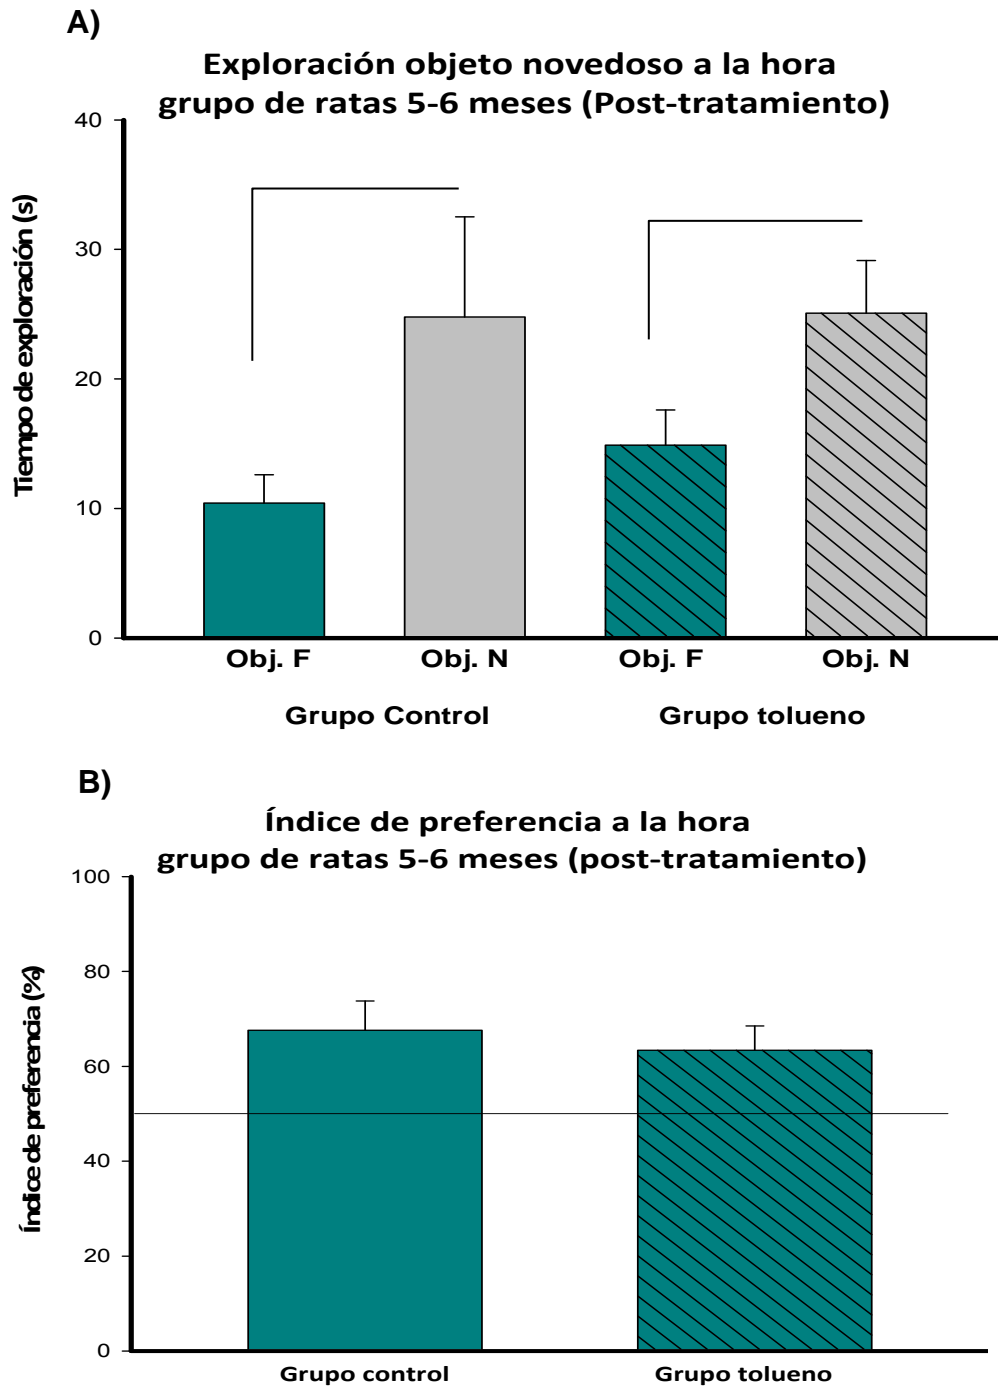 A)
Exploración objeto novedoso a la hora
grupo de ratas 5-6 meses (Post-tratamiento)
40
30
20
10
0
Tiempo de exploración (s)
Obj. F Obj. N Obj. F Obj. N
Grupo Control Grupo tolueno
B)
Índice de preferencia a la hora
grupo de ratas 5-6 meses (post-tratamiento)
100
80
60
40
20
0
Índice de preferencia (%)
Grupo control Grupo tolueno